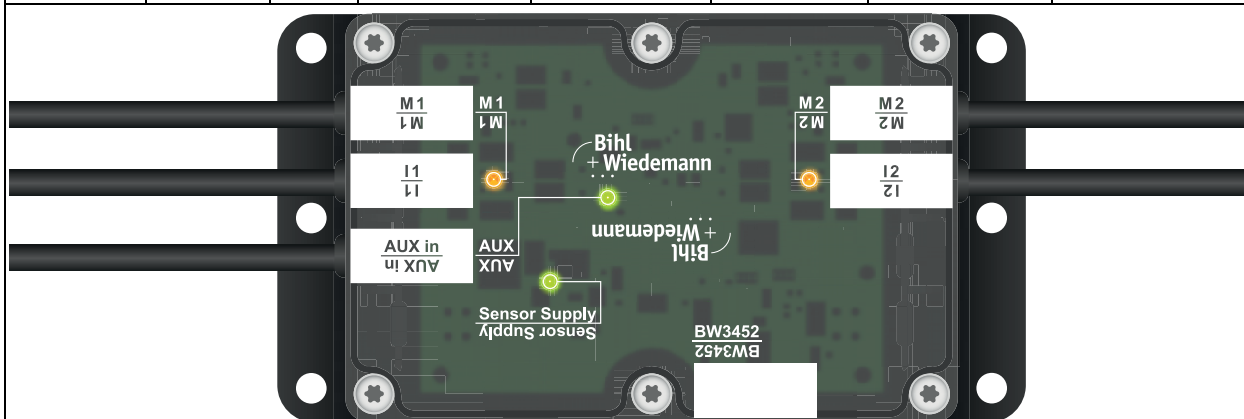 M1
M1
M1
M1
I1
I1
AUX in
AUX in
AUX
AUX
Sensor Supply
Sensor Supply
Bihl
+ Wiedemann
Bihl
+ Wiedemann
M2
M2
M2
M2
I2
I2
BW3452
BW3452